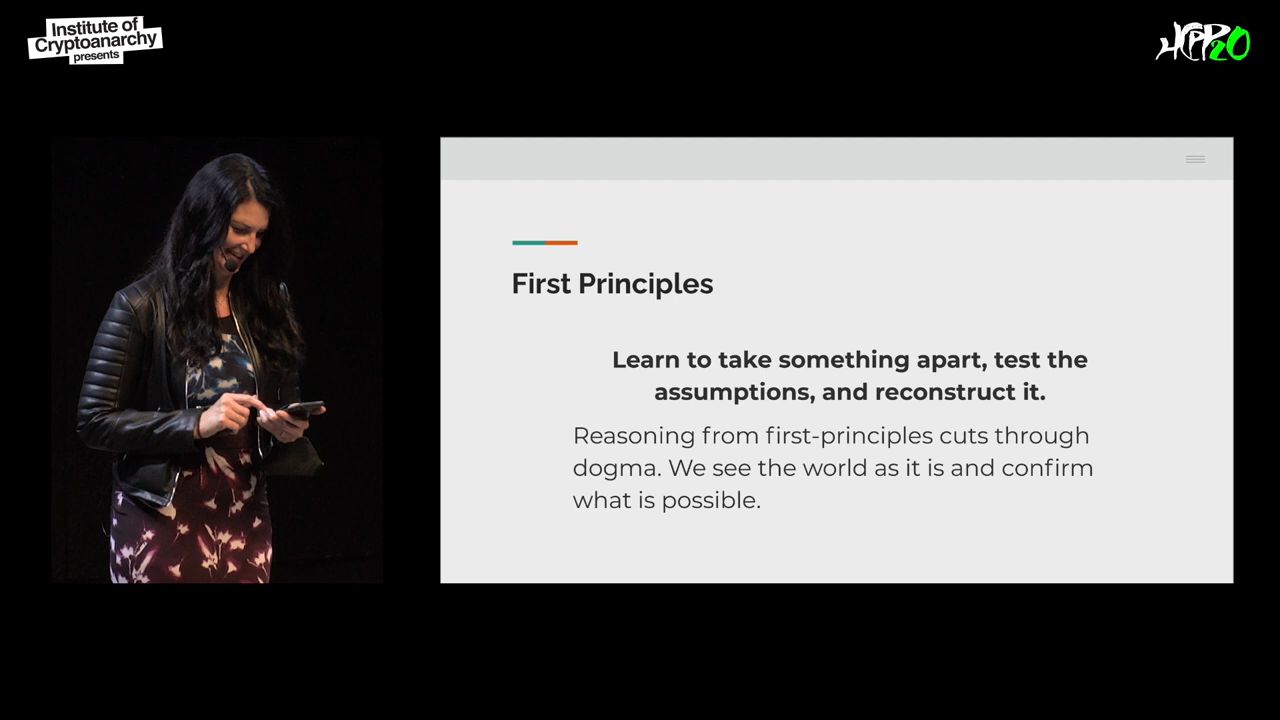 Institute of
Cryptoanarchy
presents
HCPP20
First Principles
Learn to take something apart, test the
assumptions, and reconstruct it.
Reasoning from first-principles cuts through
dogma. We see the world as it is and confirm
what is possible.